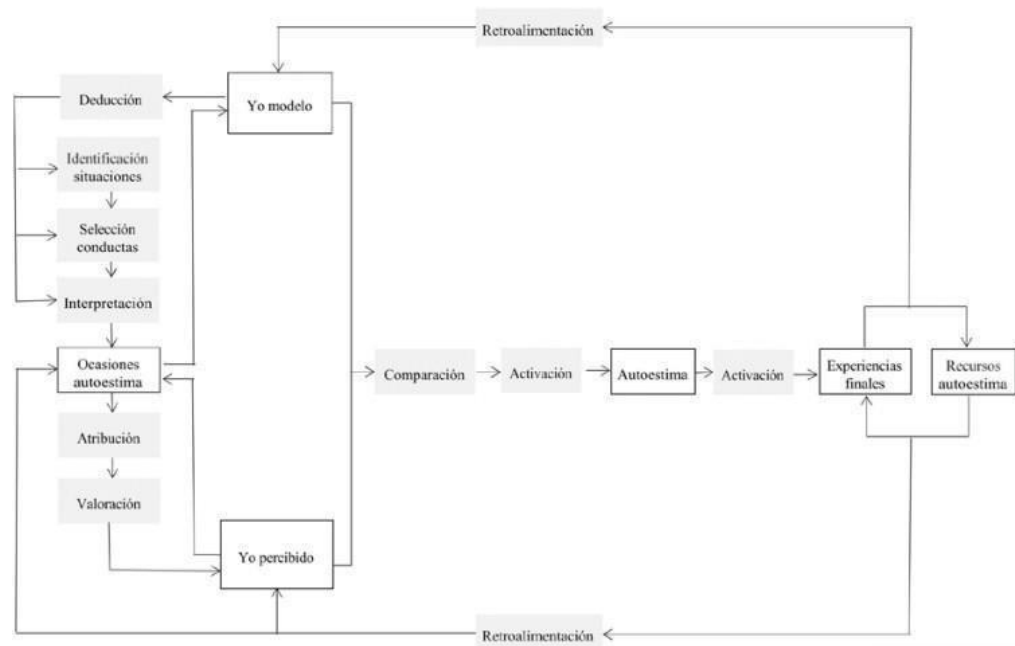 Retroalimentación
Deducción
Yo modelo
Identificación
situaciones
Selección
conductas
Interpretación
Ocasiones
autoestima
Comparación
Activación
Autoestima
Activación
Experiencias
finales
Recursos
autoestima
Atribución
Valoración
Yo percibido
Retroalimentación